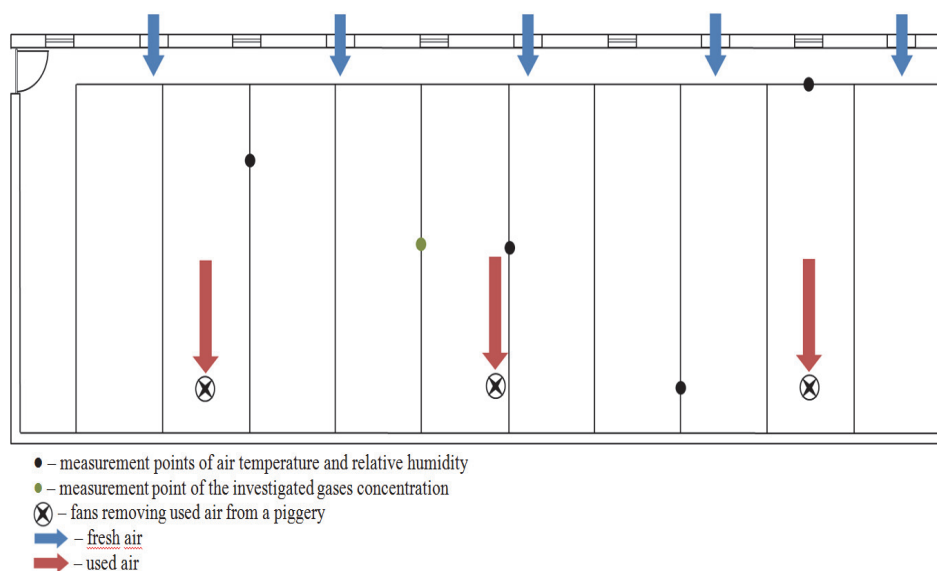 – measurement points of air temperature and relative humidity
– measurement point of the investigated gases concentration
– fans removing used air from a piggery
– fresh air
– used air